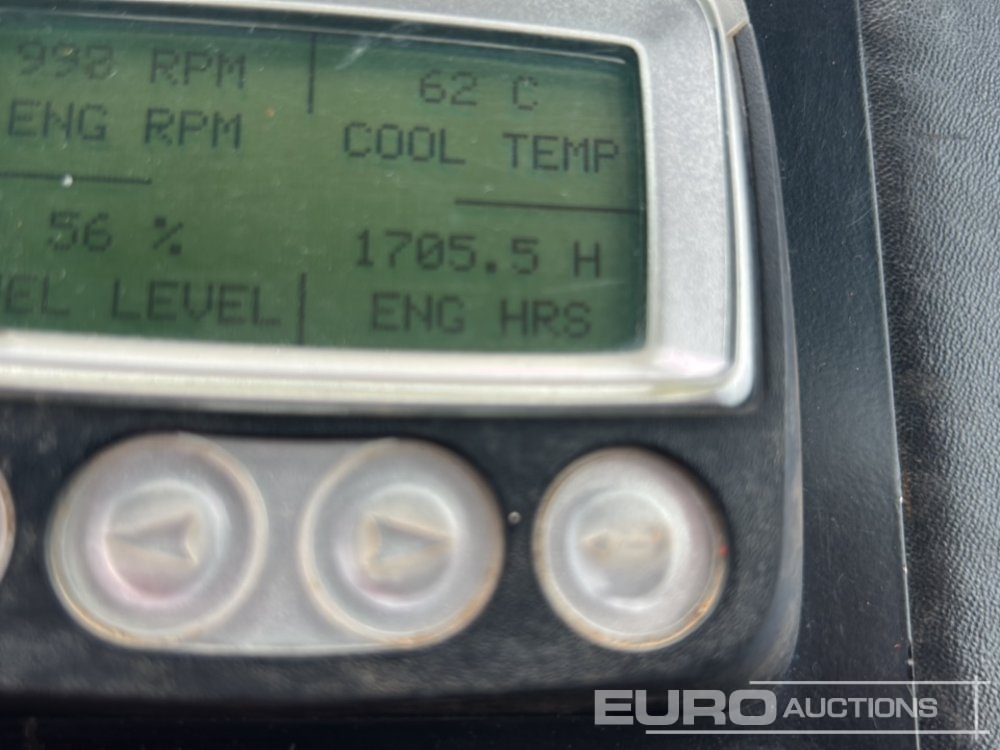 998 RPM
62 C
ENG RPM
COOL TEMP
56 %
1705.5 H
EL LEVEL
ENG HRS
EURO AUCTIONS